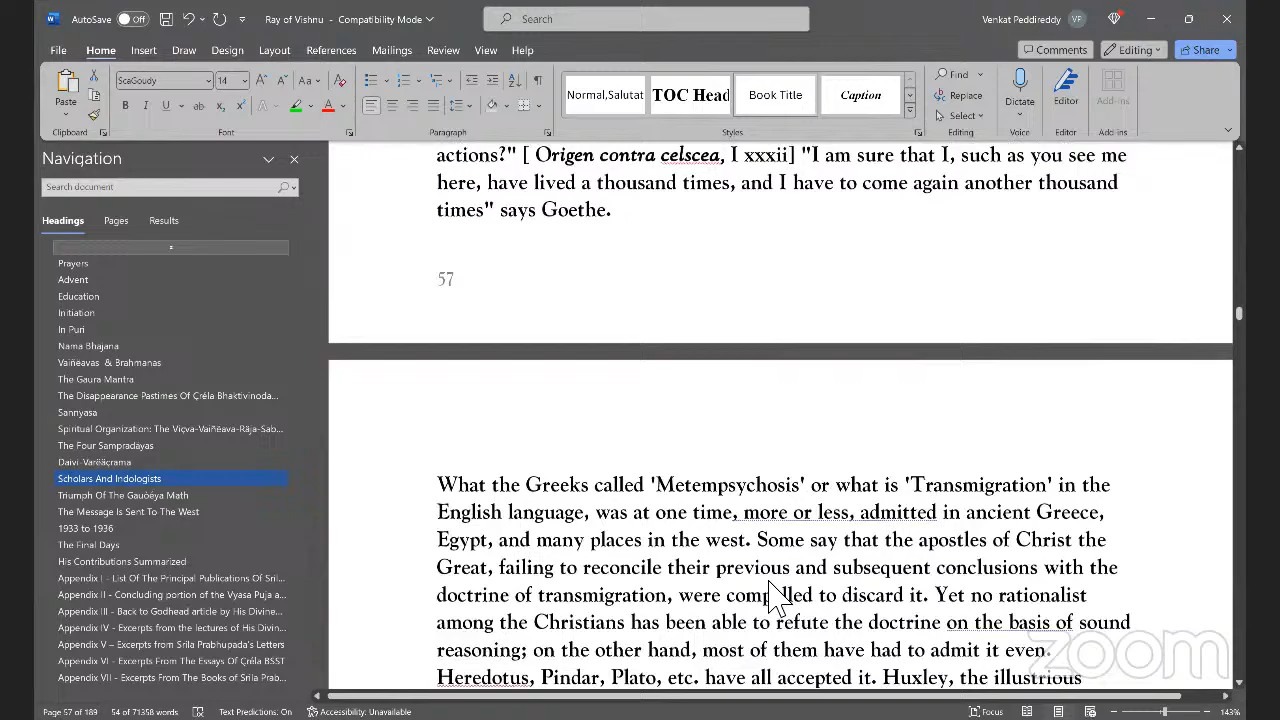 AutoSave Off Ray of Vishnu - Compatibility Mode Search Venkat Peddireddy VF
File Home Insert Draw Design Layout References Mailings Review View Help Comments Editing Share
Paste ScaGoudy 14 Normal,Salutat TOC Head Book Title Caption Find Replace Select Dictate Editor Add-ins
Clipboard Font Paragraph Styles Editing Voice Editor Add-ins
Navigation
Search document
Headings Pages Results
Prayers
Advent
Education
Initiation
In Puri
Nama Bhajana
Vaiñëavas & Brahmanas
The Gaura Mantra
The Disappearance Pastimes Of Çréla Bhaktivinoda...
Sannyasa
Spiritual Organization: The Viçva-Vaiñëava-Räja-Sab...
The Four Sampradäyas
Daivi-Varëäçrama
Scholars And Indologists
Triumph Of The Gauòéya Math
The Message Is Sent To The West
1933 to 1936
The Final Days
His Contributions Summarized
Appendix I - List Of The Principal Publications Of Sril...
Appendix II - Concluding portion of the Vyasa Puja a...
Appendix III - Back to Godhead article by His Divine...
Appendix IV - Excerpts from the lectures of His Divin...
Appendix V – Excerpts from Srila Prabhupada's Letters
Appendix VI - Excerpts From The Essays Of Çréla BSST
Appendix VII - Excerpts From The Books of Srila Prab...
actions?" [ Origen contra celscea, I xxxii] "I am sure that I, such as you see me
here, have lived a thousand times, and I have to come again another thousand
times" says Goethe.
57
What the Greeks called 'Metempsychosis' or what is 'Transmigration' in the
English language, was at one time, more or less, admitted in ancient Greece,
Egypt, and many places in the west. Some say that the apostles of Christ the
Great, failing to reconcile their previous and subsequent conclusions with the
doctrine of transmigration, were compelled to discard it. Yet no rationalist
among the Christians has been able to refute the doctrine on the basis of sound
reasoning; on the other hand, most of them have had to admit it even.
Heredotus, Pindar, Plato, etc. have all accepted it. Huxley, the illustrious
zoom
Page 57 of 189 54 of 71358 words Text Predictions: On Accessibility: Unavailable Focus 143%